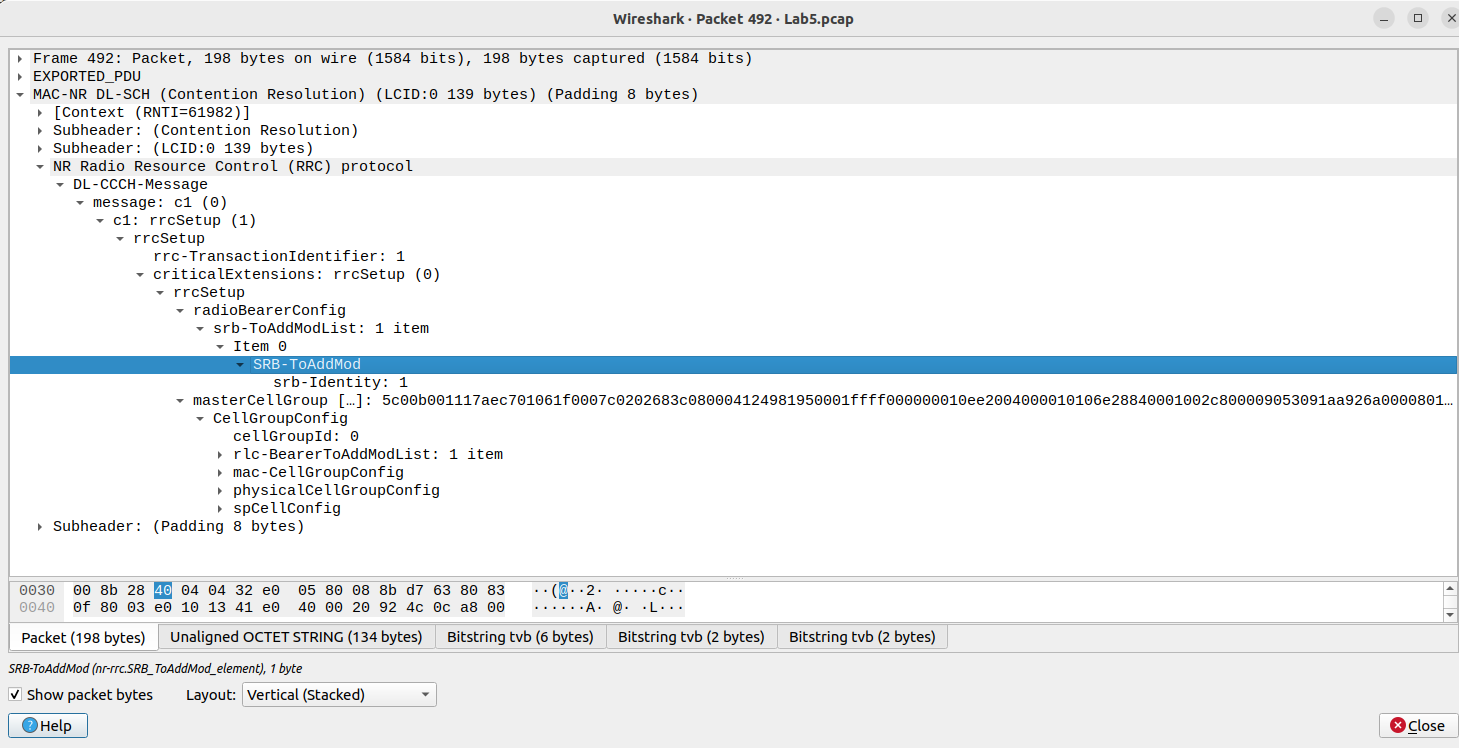 Wireshark · Packet 492 · Lab5.pcap
Frame 492: Packet, 198 bytes on wire (1584 bits), 198 bytes captured (1584 bits)
EXPORTED_PDU
MAC-NR DL-SCH (Contention Resolution) (LCID:0 139 bytes) (Padding 8 bytes)
[Context (RNTI=61982)]
Subheader: (Contention Resolution)
Subheader: (LCID:0 139 bytes)
NR Radio Resource Control (RRC) protocol
DL-CCCH-Message
message: c1 (0)
c1: rrcSetup (1)
rrcSetup
rrc-TransactionIdentifier: 1
criticalExtensions: rrcSetup (0)
rrcSetup
radioBearerConfig
srb-ToAddModList: 1 item
Item 0
SRB-ToAddMod
srb-Identity: 1
masterCellGroup […]: 5c00b001117aec701061f0007c0202683c080004124981950001ffff000000010ee2004000010106e28840001002c800009053091aa926a0000801…
CellGroupConfig
cellGroupId: 0
rlc-BearerToAddModList: 1 item
mac-CellGroupConfig
physicalCellGroupConfig
spCellConfig
Subheader: (Padding 8 bytes)
0030 00 8b 28 40 04 04 32 e0 05 80 08 8b d7 63 80 83 ··(@··2· ·····c··
0040 0f 80 03 e0 10 13 41 e0 40 00 20 92 4c 0c a8 00 ······A· @· ·L···
Packet (198 bytes) Unaligned OCTET STRING (134 bytes) Bitstring tvb (6 bytes) Bitstring tvb (2 bytes) Bitstring tvb (2 bytes)
SRB-ToAddMod (nr-rrc.SRB_ToAddMod_element), 1 byte
Show packet bytes Layout: Vertical (Stacked)
Help Close